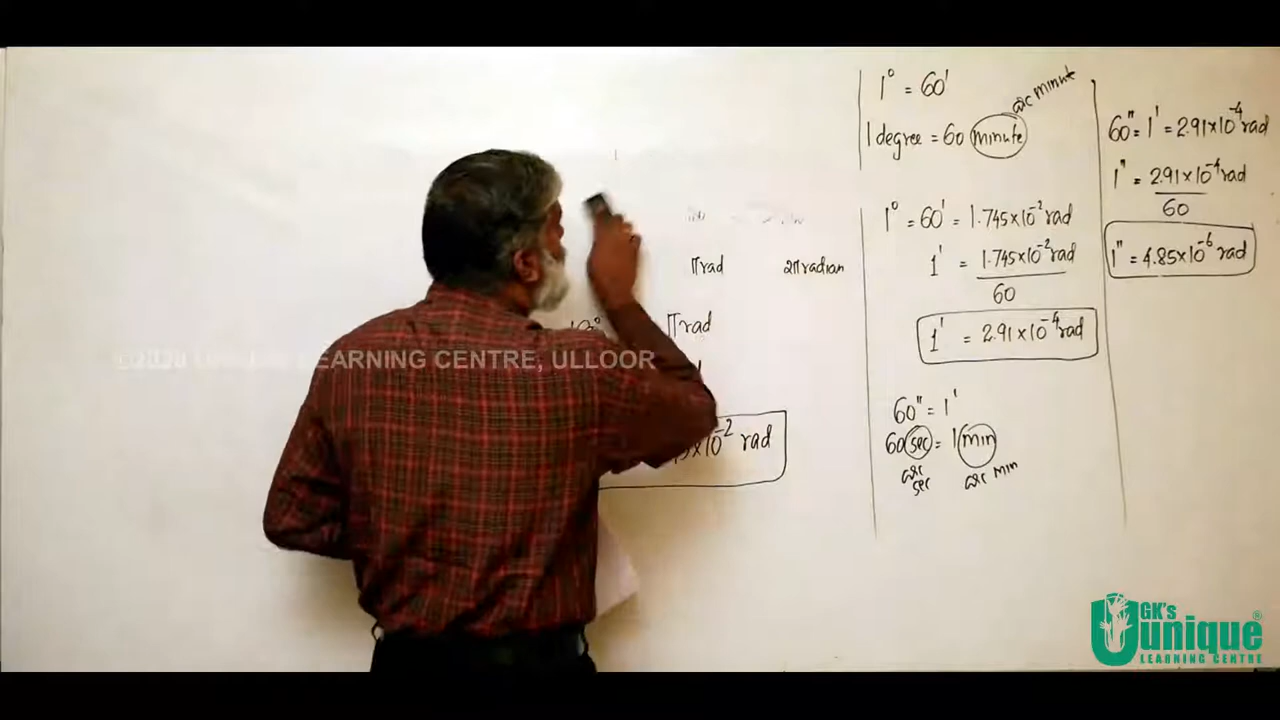 πrad 2πradian
πrad
rad
1° = 60'
arc minute
1 degree = 60 minute
1° = 60' = 1.745×10⁻² rad
1' = 1.745×10⁻² rad
60
1' = 2.91×10⁻⁴ rad
60" = 1'
60 sec = 1 min
arc sec
arc min
60" = 1' = 2.91×10⁻⁴ rad
1" = 2.91×10⁻⁴ rad
60
1" = 4.85×10⁻⁶ rad
LEARNING CENTRE, ULLOOR
GK's
unique
LEARNING CENTRE